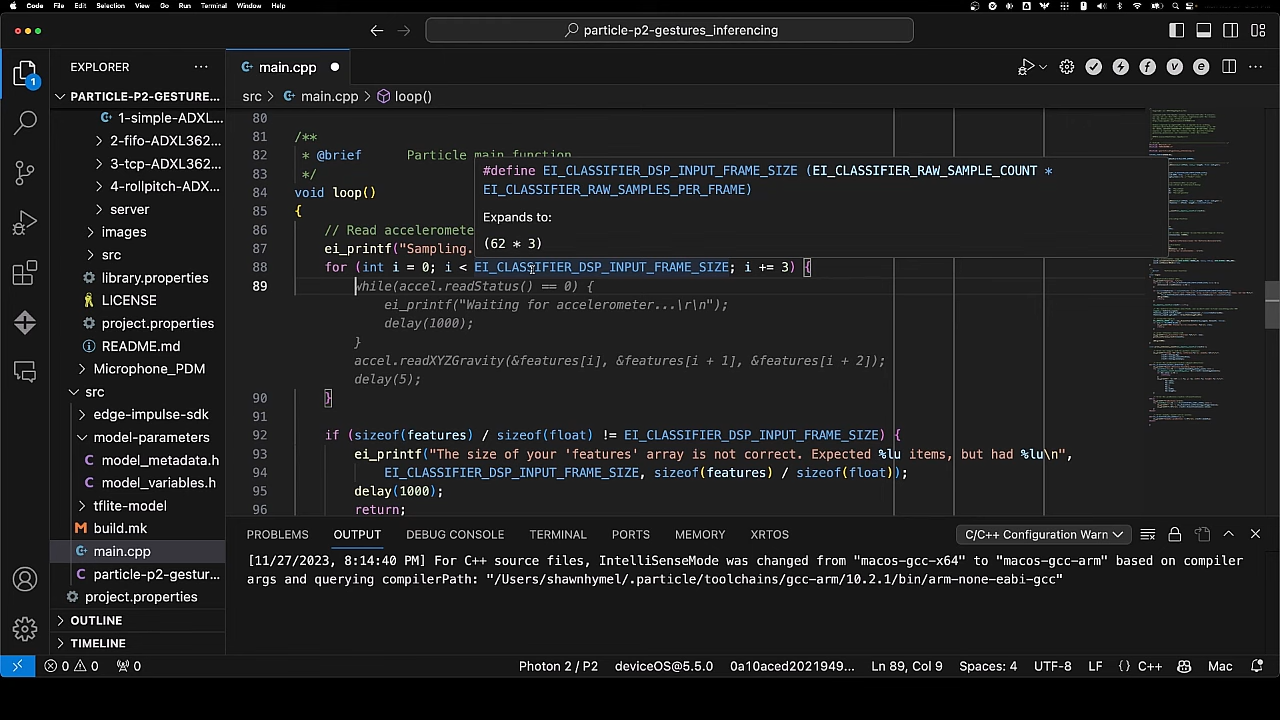 Code File Edit Selection View Go Run Terminal Window Help
particle-p2-gestures_inferencing
EXPLORER
main.cpp
PARTICLE-P2-GESTURE...
src > main.cpp > loop()
1-simple-ADXL...
2-fifo-ADXL362...
3-tcp-ADXL362...
4-rollpitch-ADX...
server
images
src
library.properties
LICENSE
project.properties
README.md
Microphone_PDM
src
edge-impulse-sdk
model-parameters
model_metadata.h
model_variables.h
tflite-model
build.mk
main.cpp
particle-p2-gestur...
project.properties
OUTLINE
TIMELINE
80
81 /**
82 * @brief Particle main function
83 */
84 void loop()
85 {
86 // Read acceleromete
87 ei_printf("Sampling.
#define EI_CLASSIFIER_DSP_INPUT_FRAME_SIZE (EI_CLASSIFIER_RAW_SAMPLE_COUNT *
EI_CLASSIFIER_RAW_SAMPLES_PER_FRAME)
Expands to:
(62 * 3)
88 for (int i = 0; i < EI_CLASSIFIER_DSP_INPUT_FRAME_SIZE; i += 3) {
89 while(accel.readStatus() == 0) {
ei_printf("Waiting for accelerometer...\r\n");
delay(1000);
}
accel.readXYZGravity(&features[i], &features[i + 1], &features[i + 2]);
delay(5);
90 }
91
92 if (sizeof(features) / sizeof(float) != EI_CLASSIFIER_DSP_INPUT_FRAME_SIZE) {
93 ei_printf("The size of your 'features' array is not correct. Expected %lu items, but had %lu\n",
94 EI_CLASSIFIER_DSP_INPUT_FRAME_SIZE, sizeof(features) / sizeof(float));
95 delay(1000);
96 return;
PROBLEMS OUTPUT DEBUG CONSOLE TERMINAL PORTS MEMORY XRTOS C/C++ Configuration Warn
[11/27/2023, 8:14:40 PM] For C++ source files, IntelliSenseMode was changed from "macos-gcc-x64" to "macos-gcc-arm" based on compiler
args and querying compilerPath: "/Users/shawnhymel/.particle/toolchains/gcc-arm/10.2.1/bin/arm-none-eabi-gcc"
0 0 0 Photon 2 / P2 deviceOS@5.5.0 0a10aced2021949... Ln 89, Col 9 Spaces: 4 UTF-8 LF {} C++ Mac